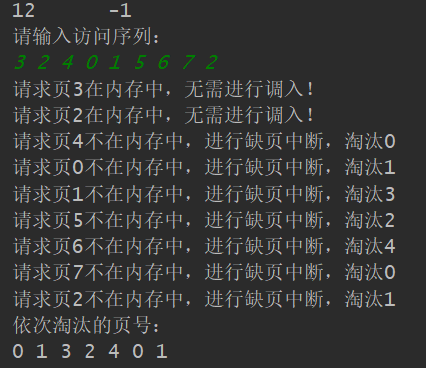 12 -1
请输入访问序列：
3 2 4 0 1 5 6 7 2
请求页3在内存中，无需进行调入！
请求页2在内存中，无需进行调入！
请求页4不在内存中，进行缺页中断，淘汰0
请求页0不在内存中，进行缺页中断，淘汰1
请求页1不在内存中，进行缺页中断，淘汰3
请求页5不在内存中，进行缺页中断，淘汰2
请求页6不在内存中，进行缺页中断，淘汰4
请求页7不在内存中，进行缺页中断，淘汰0
请求页2不在内存中，进行缺页中断，淘汰1
依次淘汰的页号：
0 1 3 2 4 0 1